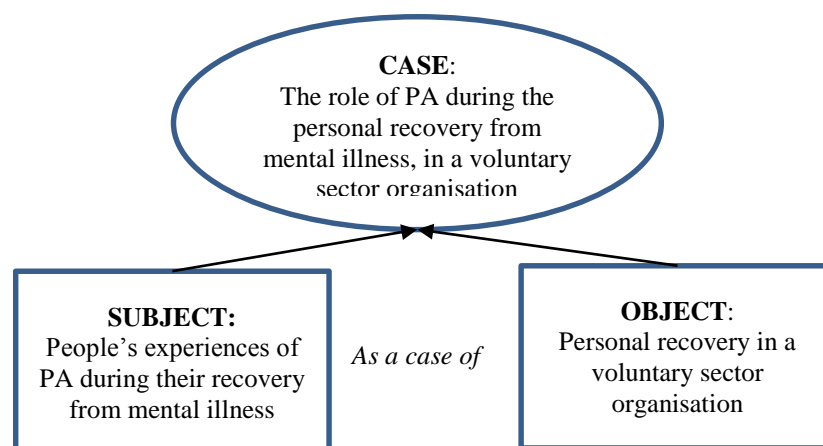 CASE:
The role of PA during the
personal recovery from
mental illness, in a voluntary
sector organisation
SUBJECT:
People’s experiences of
PA during their recovery
from mental illness
As a case of
OBJECT:
Personal recovery in a
voluntary sector
organisation